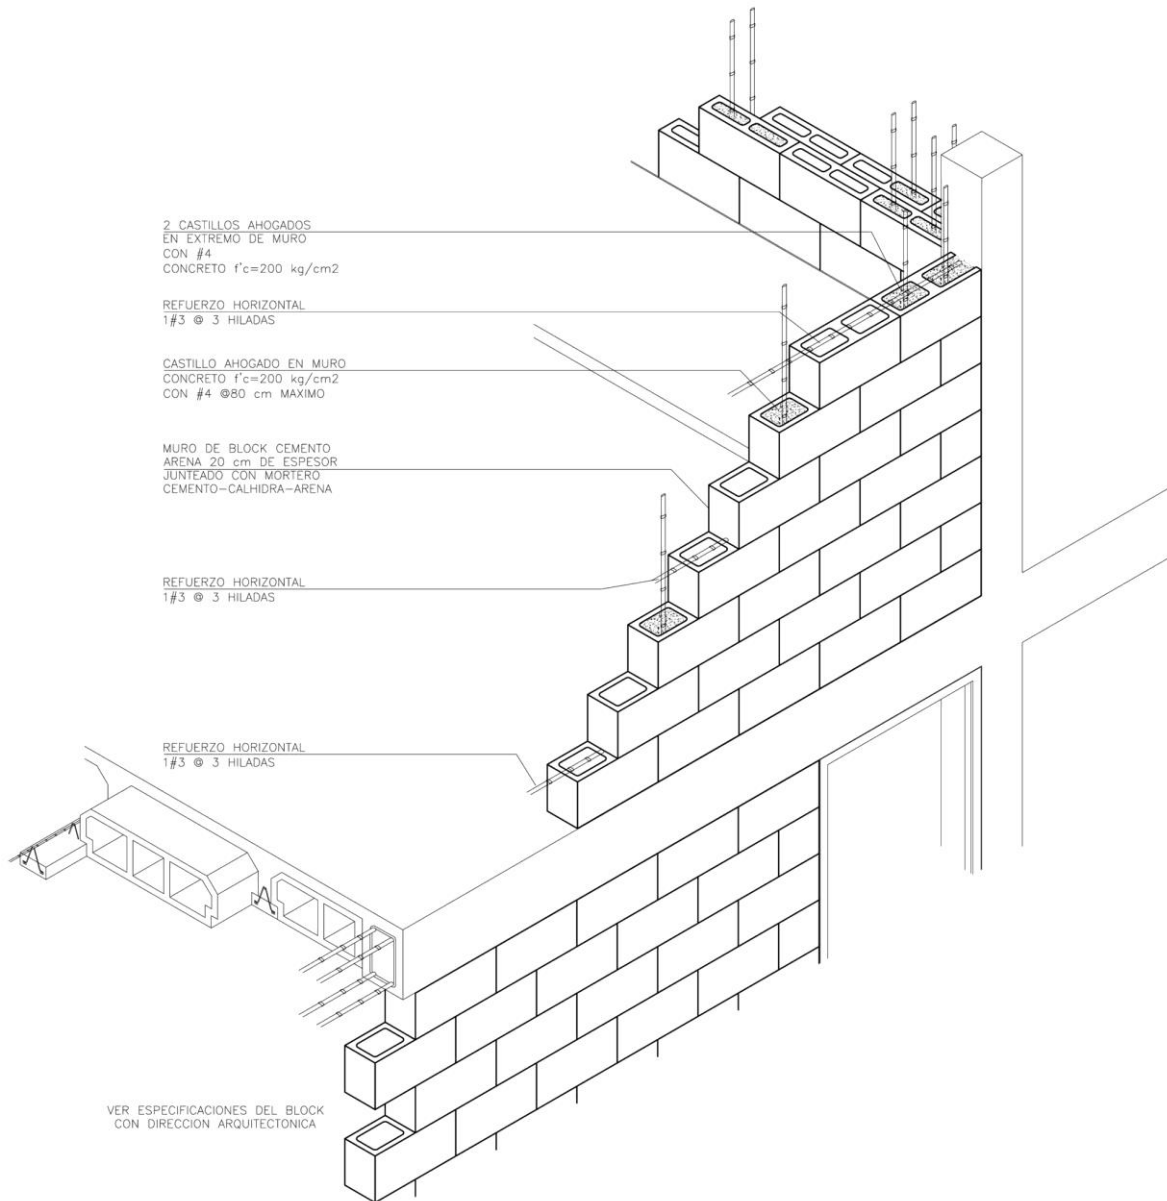 2 CASTILLOS AHOGADOS
EN EXTREMO DE MURO
CON #4
CONCRETO f'c=200 kg/cm2
REFUERZO HORIZONTAL
1#3 @ 3 HILADAS
CASTILLO AHOGADO EN MURO
CONCRETO f'c=200 kg/cm2
CON #4 @80 cm MAXIMO
MURO DE BLOCK CEMENTO
ARENA 20 cm DE ESPESOR
JUNTEADO CON MORTERO
CEMENTO-CALHIDRA-ARENA
REFUERZO HORIZONTAL
1#3 @ 3 HILADAS
REFUERZO HORIZONTAL
1#3 @ 3 HILADAS
VER ESPECIFICACIONES DEL BLOCK
CON DIRECCION ARQUITECTONICA